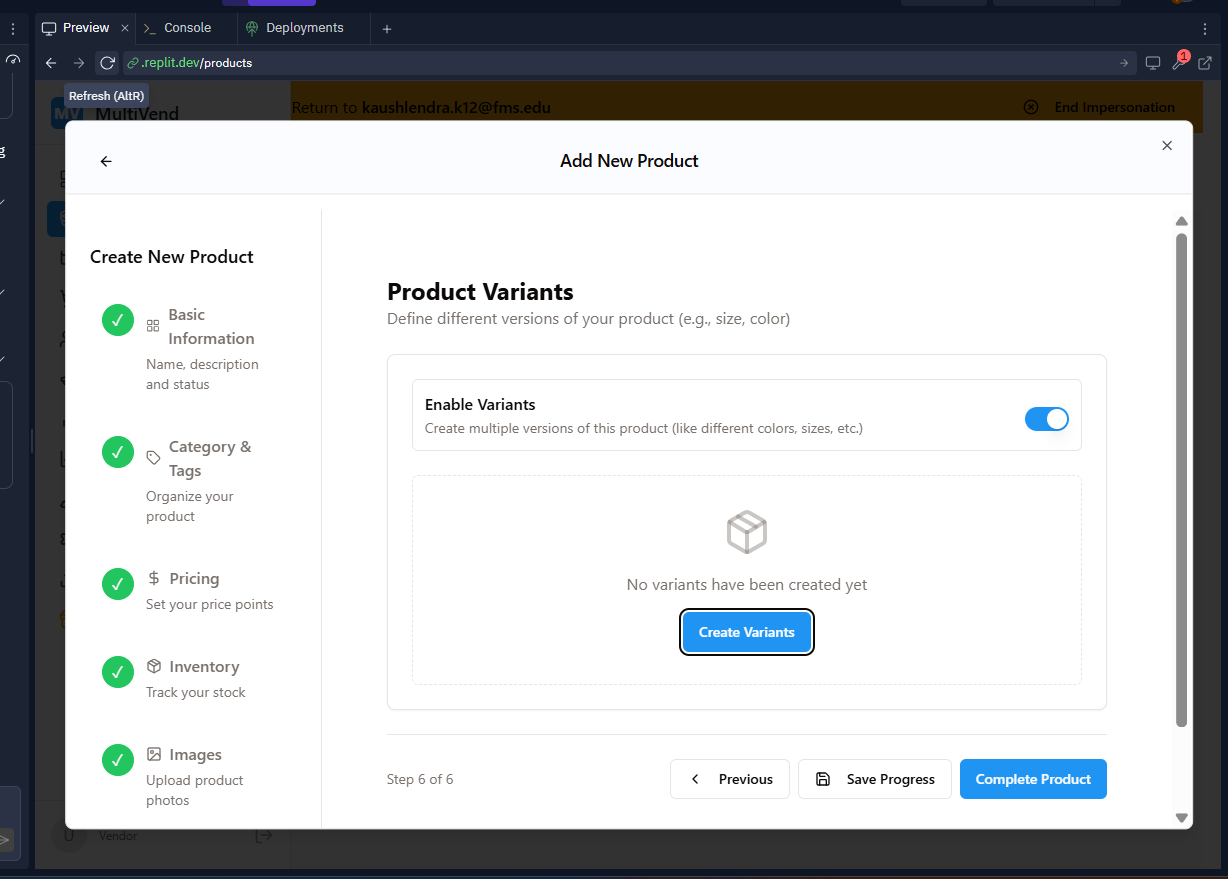 Preview
Console
Deployments
.replit.dev/products
1
Refresh (AltR)
MV
MultiVend
Return to kaushlendra.k12@fms.edu
End Impersonation
Add New Product
Create New Product
Basic
Information
Name, description
and status
Category &
Tags
Organize your
product
Pricing
Set your price points
Inventory
Track your stock
Images
Upload product
photos
Product Variants
Define different versions of your product (e.g., size, color)
Enable Variants
Create multiple versions of this product (like different colors, sizes, etc.)
No variants have been created yet
Create Variants
Step 6 of 6
Previous
Save Progress
Complete Product
Vendor